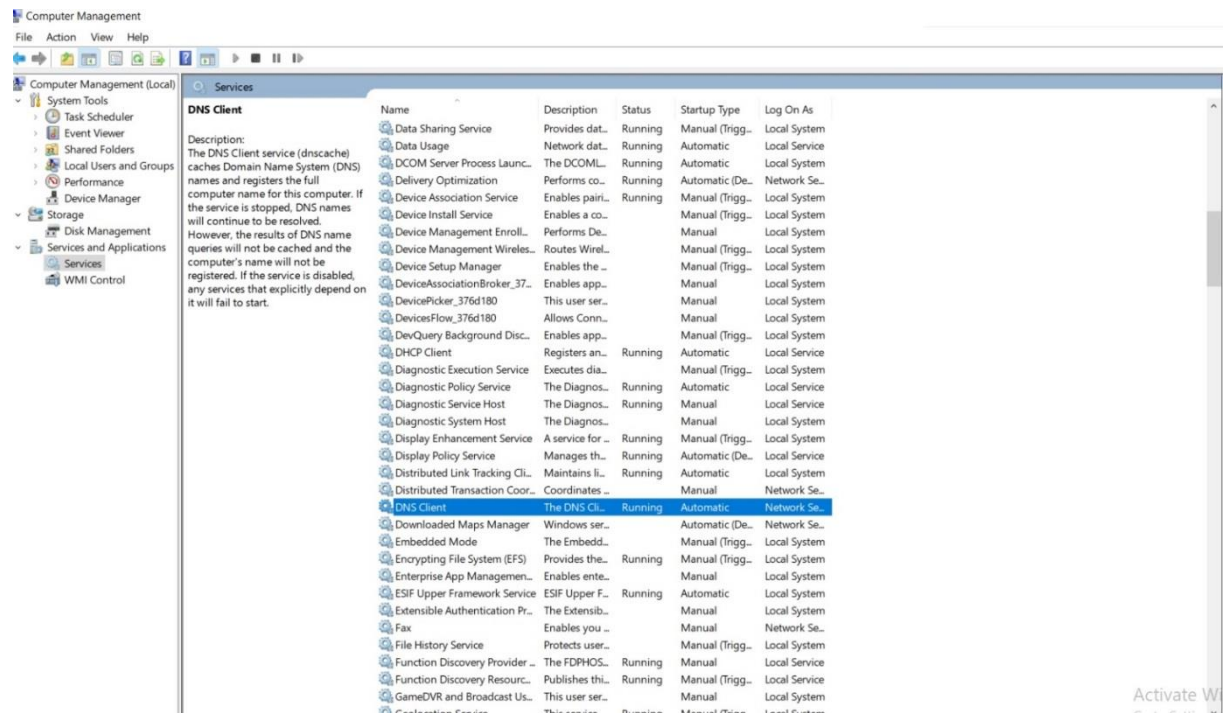 Computer Management
File Action View Help
Computer Management (Local)
System Tools
Task Scheduler
Event Viewer
Shared Folders
Local Users and Groups
Performance
Device Manager
Storage
Disk Management
Services and Applications
Services
WMI Control
Services
DNS Client
Description:
The DNS Client service (dnscache)
caches Domain Name System (DNS)
names and registers the full
computer name for this computer. If
the service is stopped, DNS names
will continue to be resolved.
However, the results of DNS name
queries will not be cached and the
computer's name will not be
registered. If the service is disabled,
any services that explicitly depend on
it will fail to start.
Name Description Status Startup Type Log On As
Data Sharing Service Provides dat... Running Manual (Trigg... Local System
Data Usage Network dat... Running Automatic Local Service
DCOM Server Process Launc... The DCOML... Running Automatic Local System
Delivery Optimization Performs co... Running Automatic (De... Network Se...
Device Association Service Enables pairi... Running Manual (Trigg... Local System
Device Install Service Enables a co... Manual (Trigg... Local System
Device Management Enroll... Performs De... Manual Local System
Device Management Wireles... Routes Wirel... Manual (Trigg... Local System
Device Setup Manager Enables the ... Manual (Trigg... Local System
DeviceAssociationBroker_37... Enables app... Manual Local System
DevicePicker_376d180 This user ser... Manual Local System
DevicesFlow_376d180 Allows Conn... Manual Local System
DevQuery Background Disc... Enables app... Manual (Trigg... Local System
DHCP Client Registers an... Running Automatic Local Service
Diagnostic Execution Service Executes dia... Manual (Trigg... Local System
Diagnostic Policy Service The Diagnos... Running Automatic Local Service
Diagnostic Service Host The Diagnos... Running Manual Local Service
Diagnostic System Host The Diagnos... Manual Local System
Display Enhancement Service A service for ... Running Manual (Trigg... Local System
Display Policy Service Manages th... Running Automatic (De... Local Service
Distributed Link Tracking Cli... Maintains li... Running Automatic Local System
Distributed Transaction Coor... Coordinates ... Manual Network Se...
DNS Client The DNS Cli... Running Automatic Network Se...
Downloaded Maps Manager Windows ser... Automatic (De... Network Se...
Embedded Mode The Embedd... Manual (Trigg... Local System
Encrypting File System (EFS) Provides the... Running Manual (Trigg... Local System
Enterprise App Managemen... Enables ente... Manual Local System
ESIF Upper Framework Service ESIF Upper F... Running Automatic Local System
Extensible Authentication Pr... The Extensib... Manual Local System
Fax Enables you ... Manual Network Se...
File History Service Protects user... Manual (Trigg... Local System
Function Discovery Provider ... The FDPHOS... Running Manual Local Service
Function Discovery Resourc... Publishes thi... Running Manual (Trigg... Local Service
GameDVR and Broadcast Us... This user ser... Manual Local System
Activate Wi